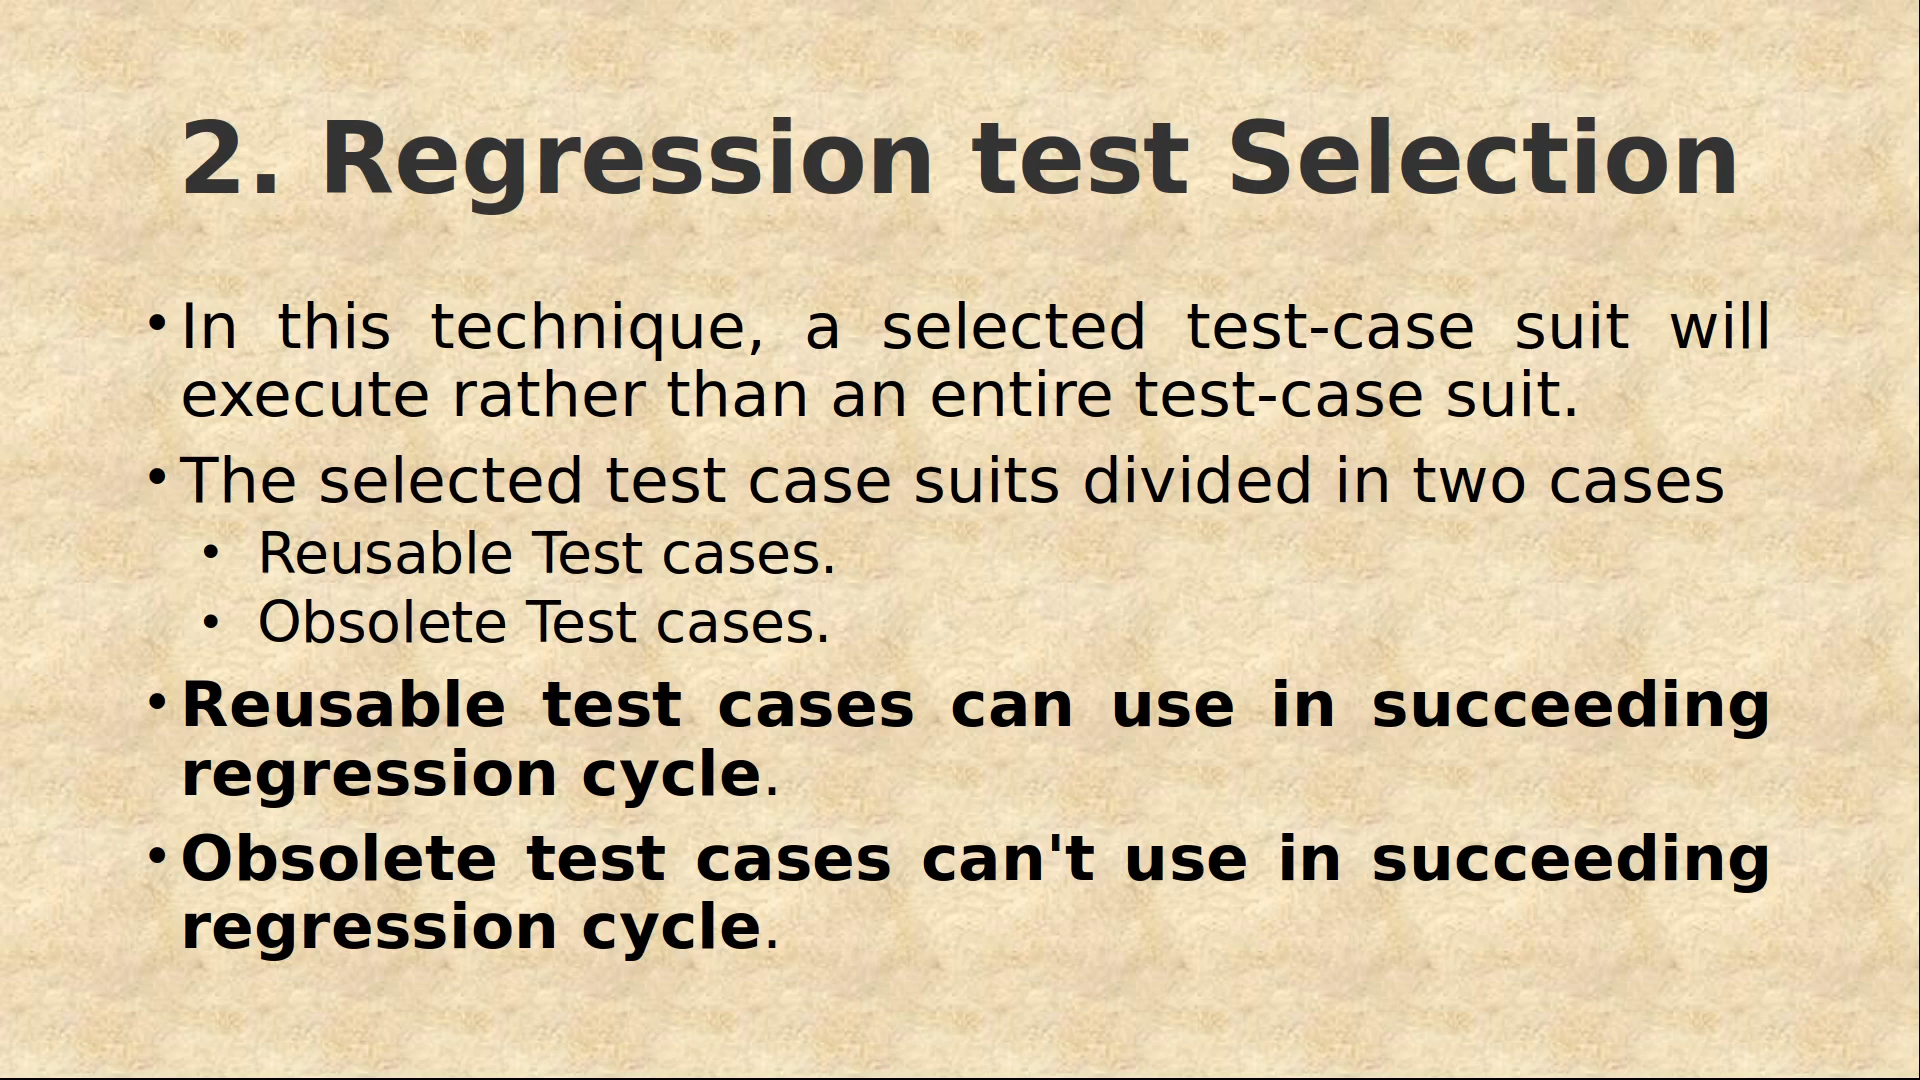 2. Regression test Selection
• In this technique, a selected test-case suit will
execute rather than an entire test-case suit.
• The selected test case suits divided in two cases
• Reusable Test cases.
• Obsolete Test cases.
• Reusable test cases can use in succeeding
regression cycle.
• Obsolete test cases can't use in succeeding
regression cycle.